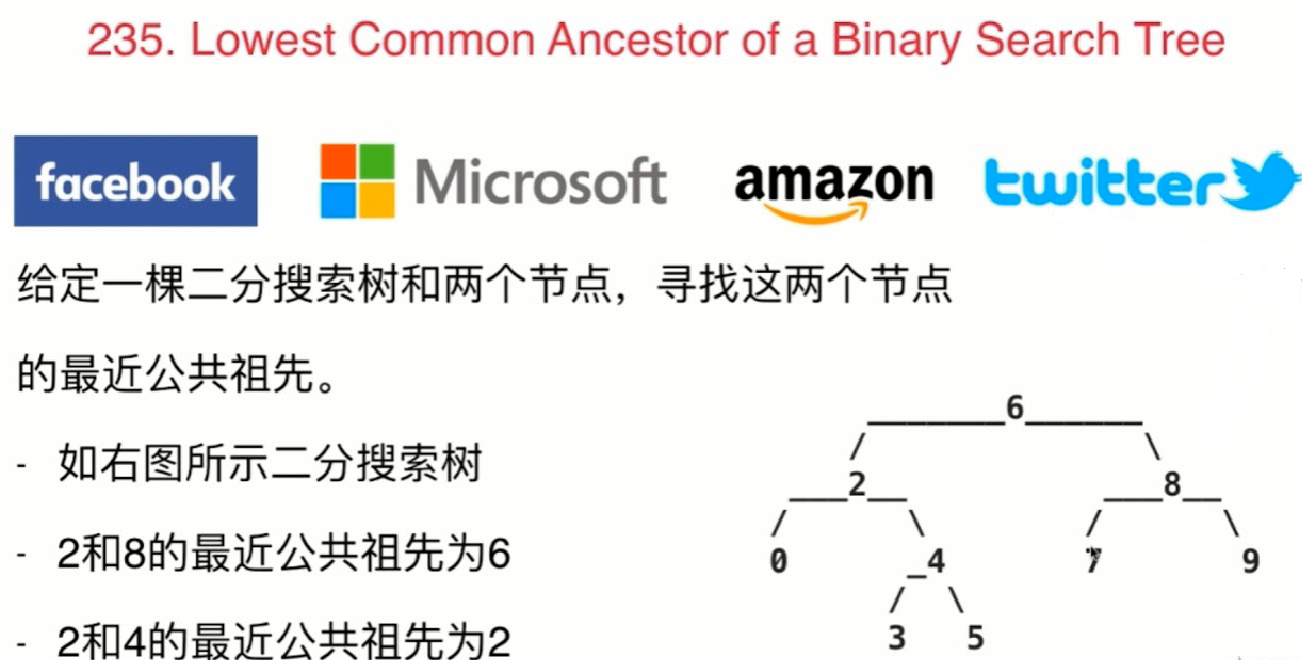 235. Lowest Common Ancestor of a Binary Search Tree
facebook Microsoft amazon twitter
给定一棵二分搜索树和两个节点，寻找这两个节点
的最近公共祖先。
- 如右图所示二分搜索树
- 2和8的最近公共祖先为6
- 2和4的最近公共祖先为2
6
2 8
0 4 7 9
3 5